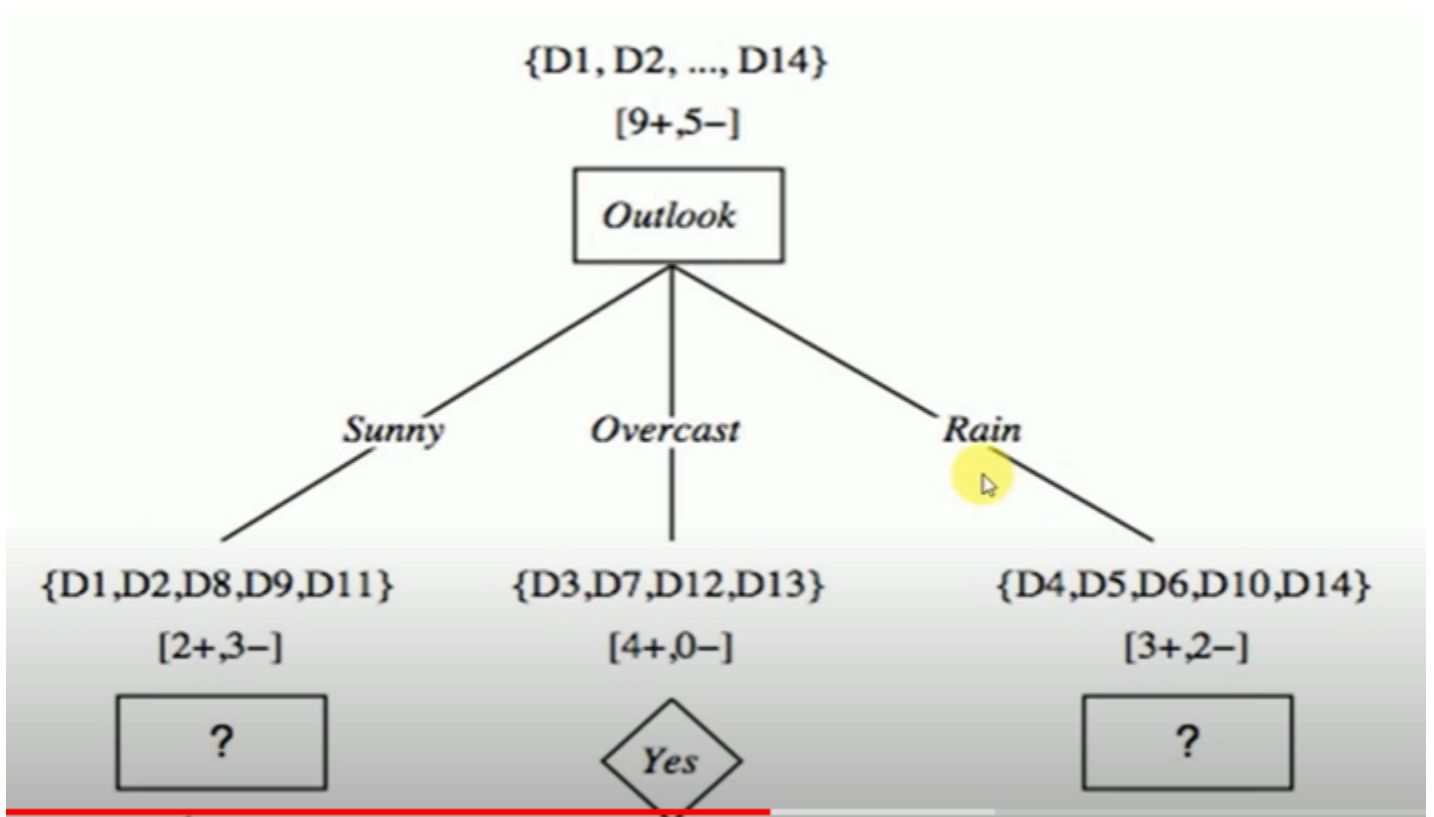 {D1, D2, ..., D14}
[9+,5−]
Outlook
Sunny Overcast Rain
{D1,D2,D8,D9,D11} {D3,D7,D12,D13} {D4,D5,D6,D10,D14}
[2+,3−] [4+,0−] [3+,2−]
? Yes ?